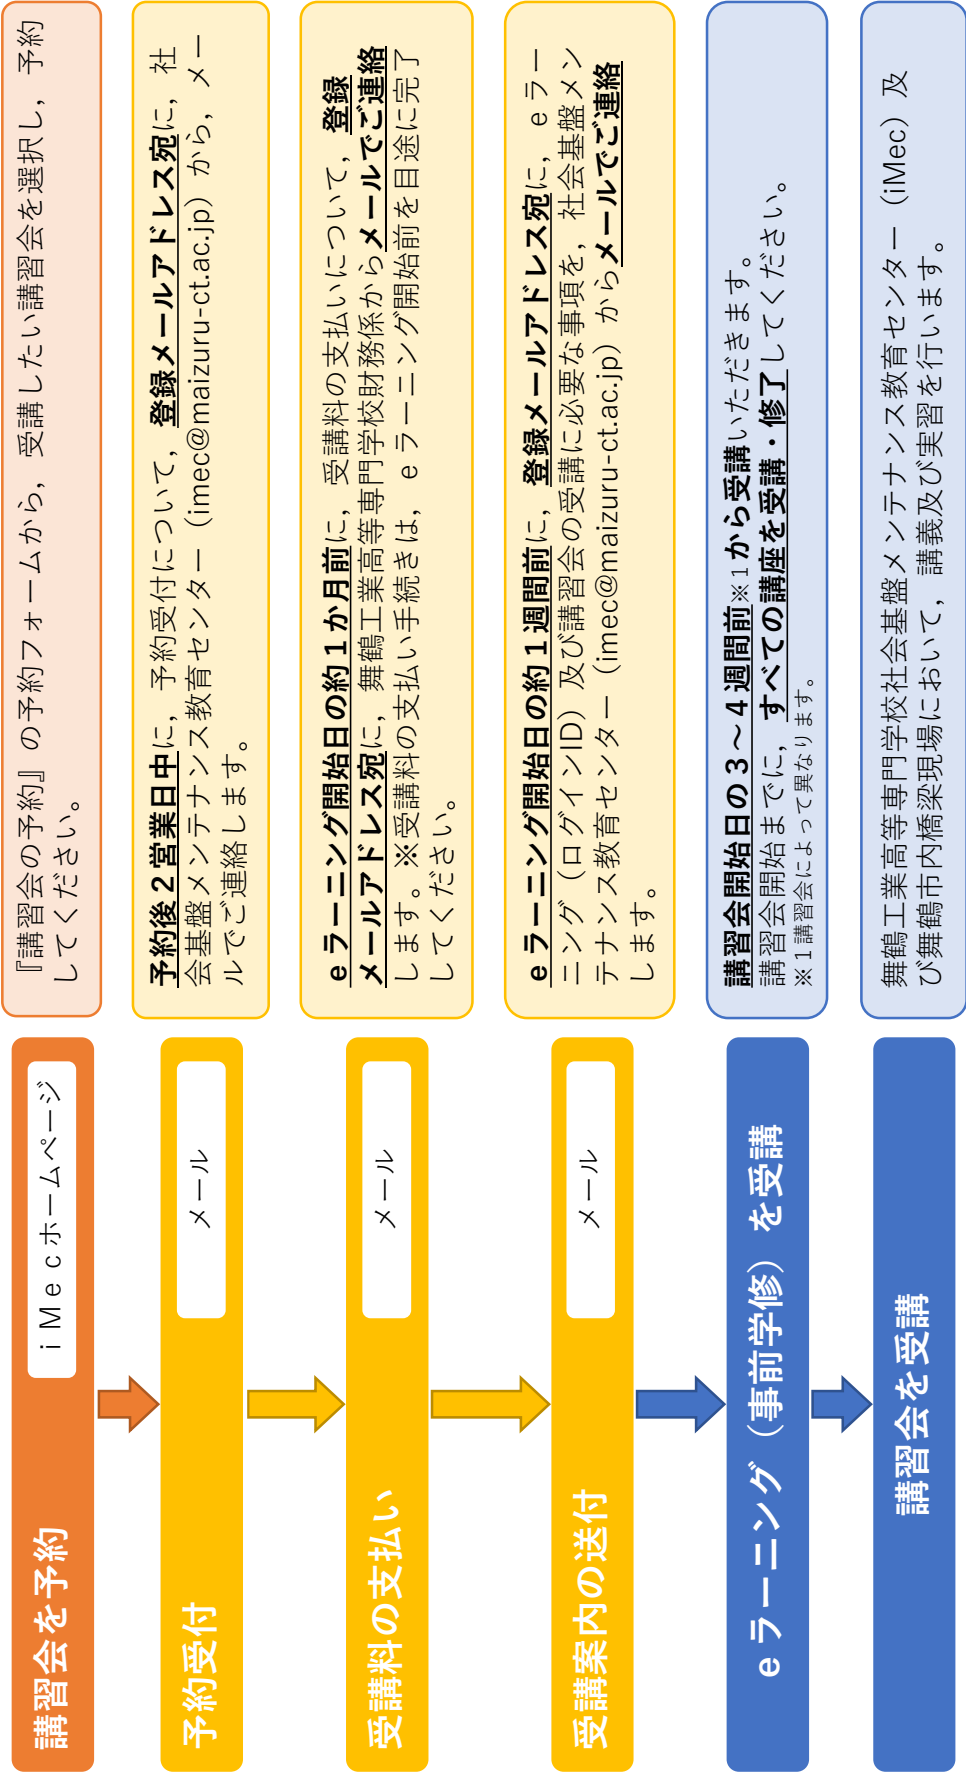 講習会を予約
ｉＭｅｃホームページ
『講習会の予約』の予約フォームから，受講したい講習会を選択し，予約
してください。
予約受付
メール
予約後２営業日中に，予約受付について，登録メールアドレス宛に，社
会基盤メンテナンス教育センター（imec@maizuru-ct.ac.jp）から，メー
ルでご連絡します。
受講料の支払い
メール
ｅラーニング開始日の約１か月前に，受講料の支払いについて，登録
メールアドレス宛に，舞鶴工業高等専門学校財務係からメールでご連絡
します。※受講料の支払い手続きは，ｅラーニング開始前を目途に完了
してください。
受講案内の送付
メール
ｅラーニング開始日の約１週間前に，登録メールアドレス宛に，ｅラー
ニング（ログインID）及び講習会の受講に必要な事項を，社会基盤メン
テナンス教育センター（imec@maizuru-ct.ac.jp）からメールでご連絡
します。
ｅラーニング（事前学修）を受講
講習会開始日の３～４週間前※1から受講いただきます。
講習会開始までに，すべての講座を受講・修了してください。
※１講習会によって異なります。
講習会を受講
舞鶴工業高等専門学校社会基盤メンテナンス教育センター（iMec）及
び舞鶴市内橋梁現場において，講義及び実習を行います。